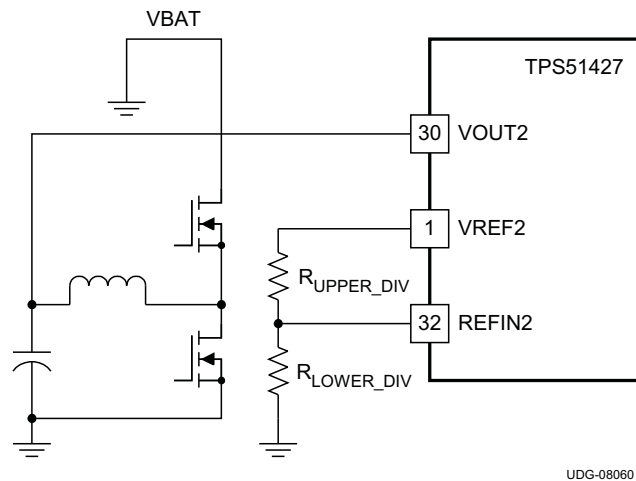 VBAT
TPS51427
30 VOUT2
1 VREF2
RUPPER_DIV
32 REFIN2
RLOWER_DIV
UDG-08060